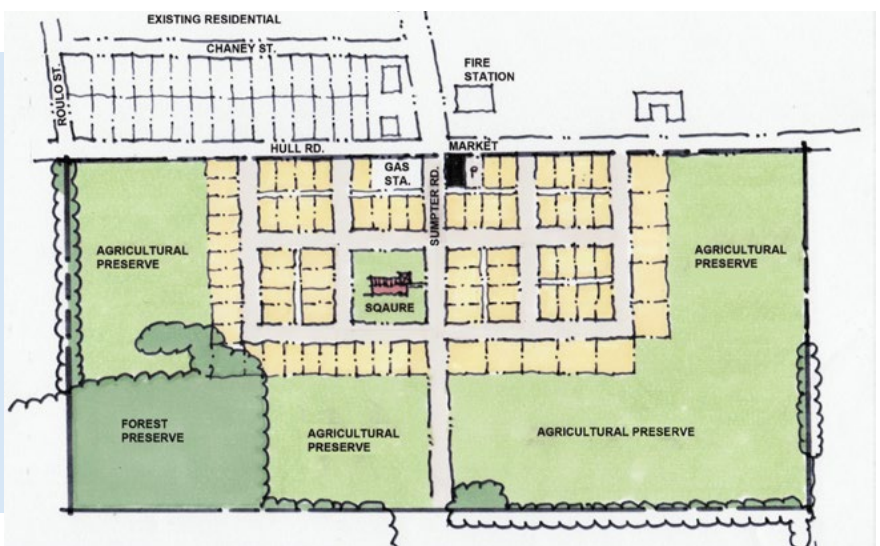 EXISTING RESIDENTIAL
CHANEY ST.
ROULO ST.
FIRE
STATION
HULL RD.
MARKET
GAS
STA.
P
SUMPTER RD.
AGRICULTURAL
PRESERVE
AGRICULTURAL
PRESERVE
SQAURE
FOREST
PRESERVE
AGRICULTURAL
PRESERVE
AGRICULTURAL PRESERVE